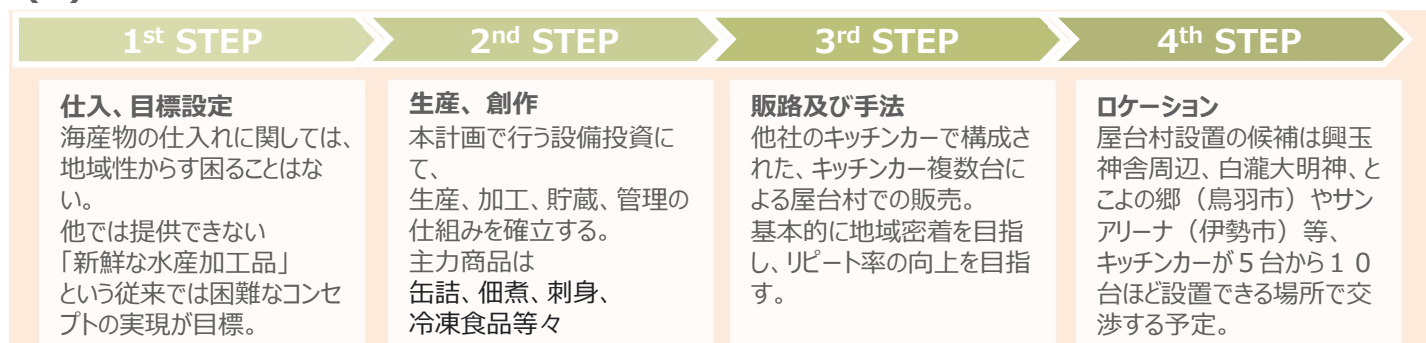 1st STEP
2nd STEP
3rd STEP
4th STEP
仕入、目標設定
海産物の仕入れに関しては、
地域性からす困ることはな
い。
他では提供できない
「新鮮な水産加工品」
という従来では困難なコンセ
プトの実現が目標。
生産、創作
本計画で行う設備投資に
て、
生産、加工、貯蔵、管理の
仕組みを確立する。
主力商品は
缶詰、佃煮、刺身、
冷凍食品等々
販路及び手法
他社のキッチンカーで構成さ
れた、キッチンカー複数台に
よる屋台村での販売。
基本的に地域密着を目指
し、リピート率の向上を目指
す。
ロケーション
屋台村設置の候補は興玉
神舎周辺、白瀧大明神、と
こよの郷（鳥羽市）やサン
アリーナ（伊勢市）等、
キッチンカーが５台から１０
台ほど設置できる場所で交
渉する予定。